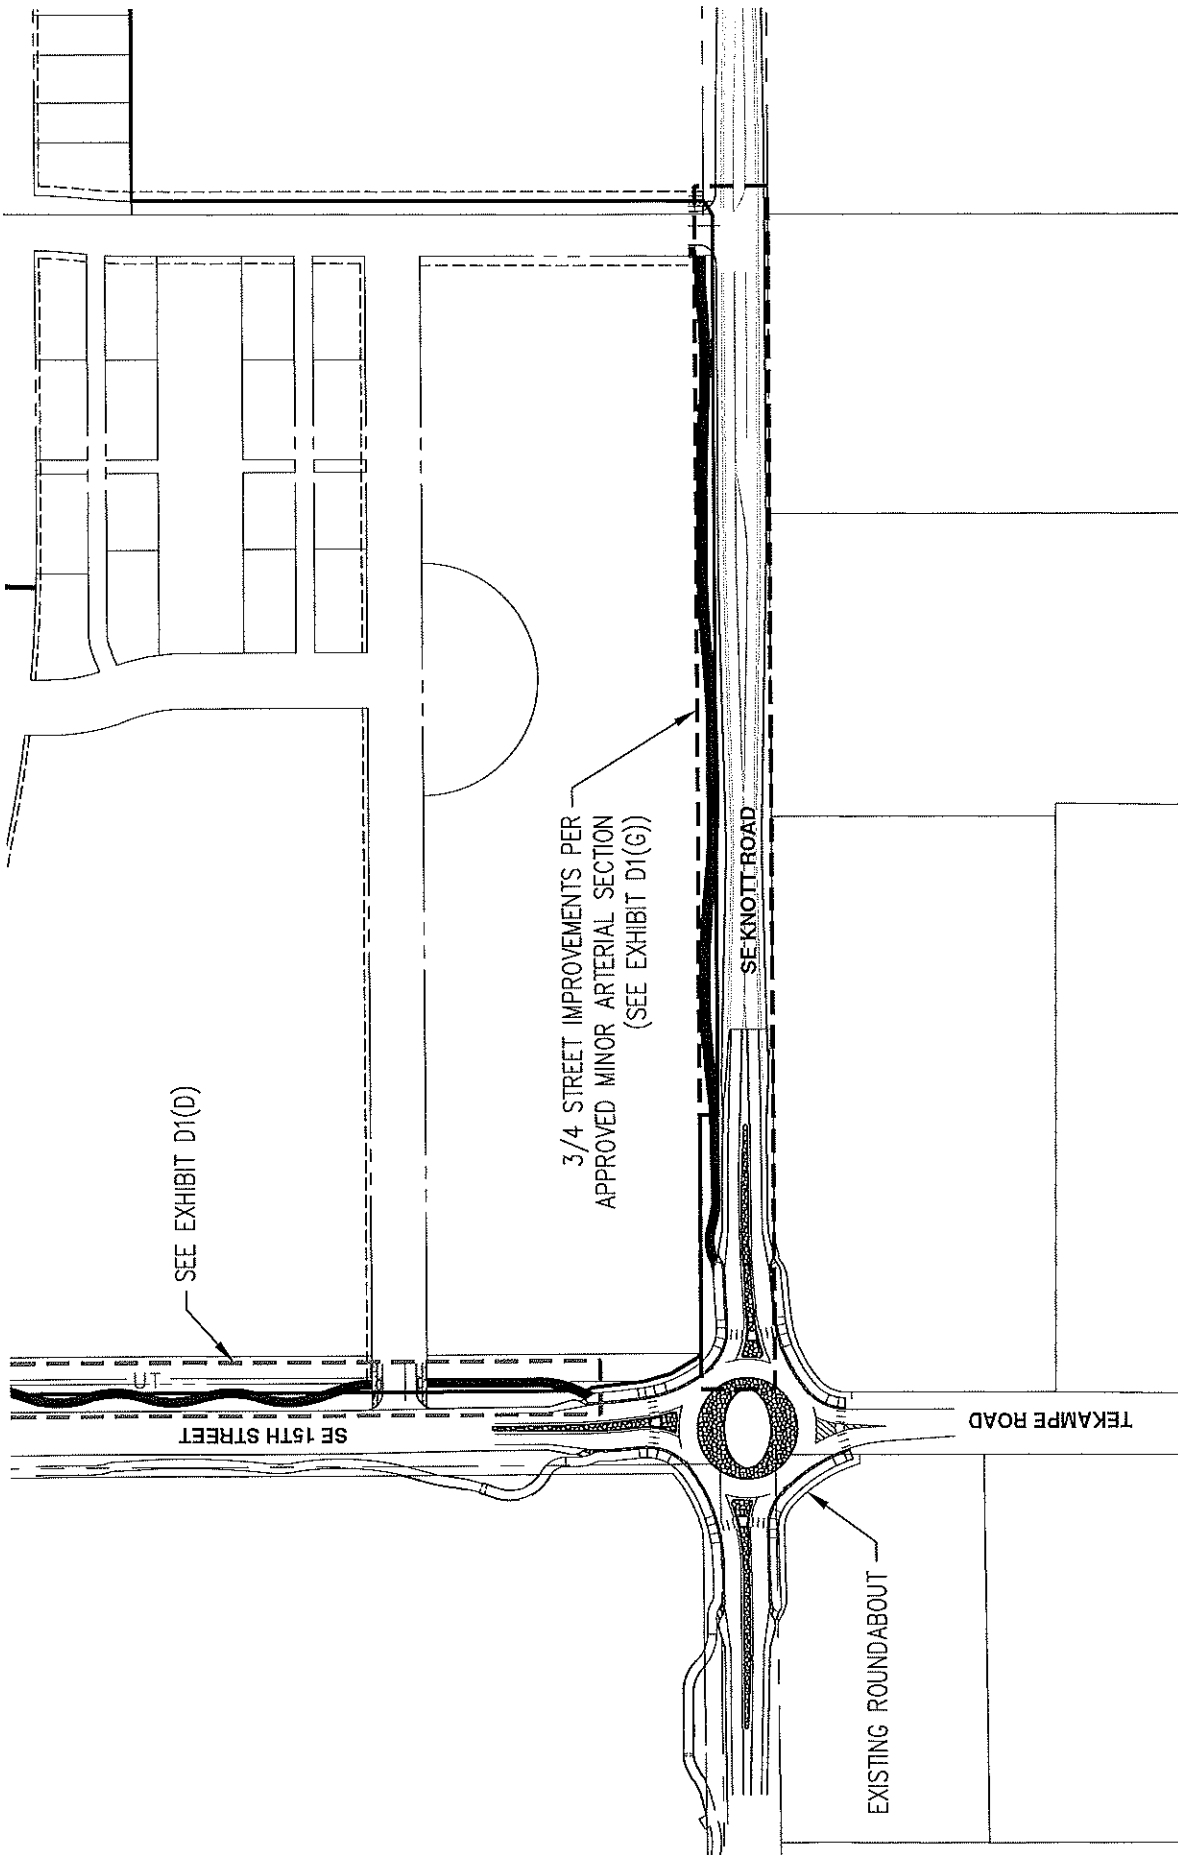 SEE EXHIBIT D1(D)
3/4 STREET IMPROVEMENTS PER
APPROVED MINOR ARTERIAL SECTION
(SEE EXHIBIT D1(G))
SE KNOTT ROAD
UT
SE 15TH STREET
TEKAMPE ROAD
EXISTING ROUNDABOUT